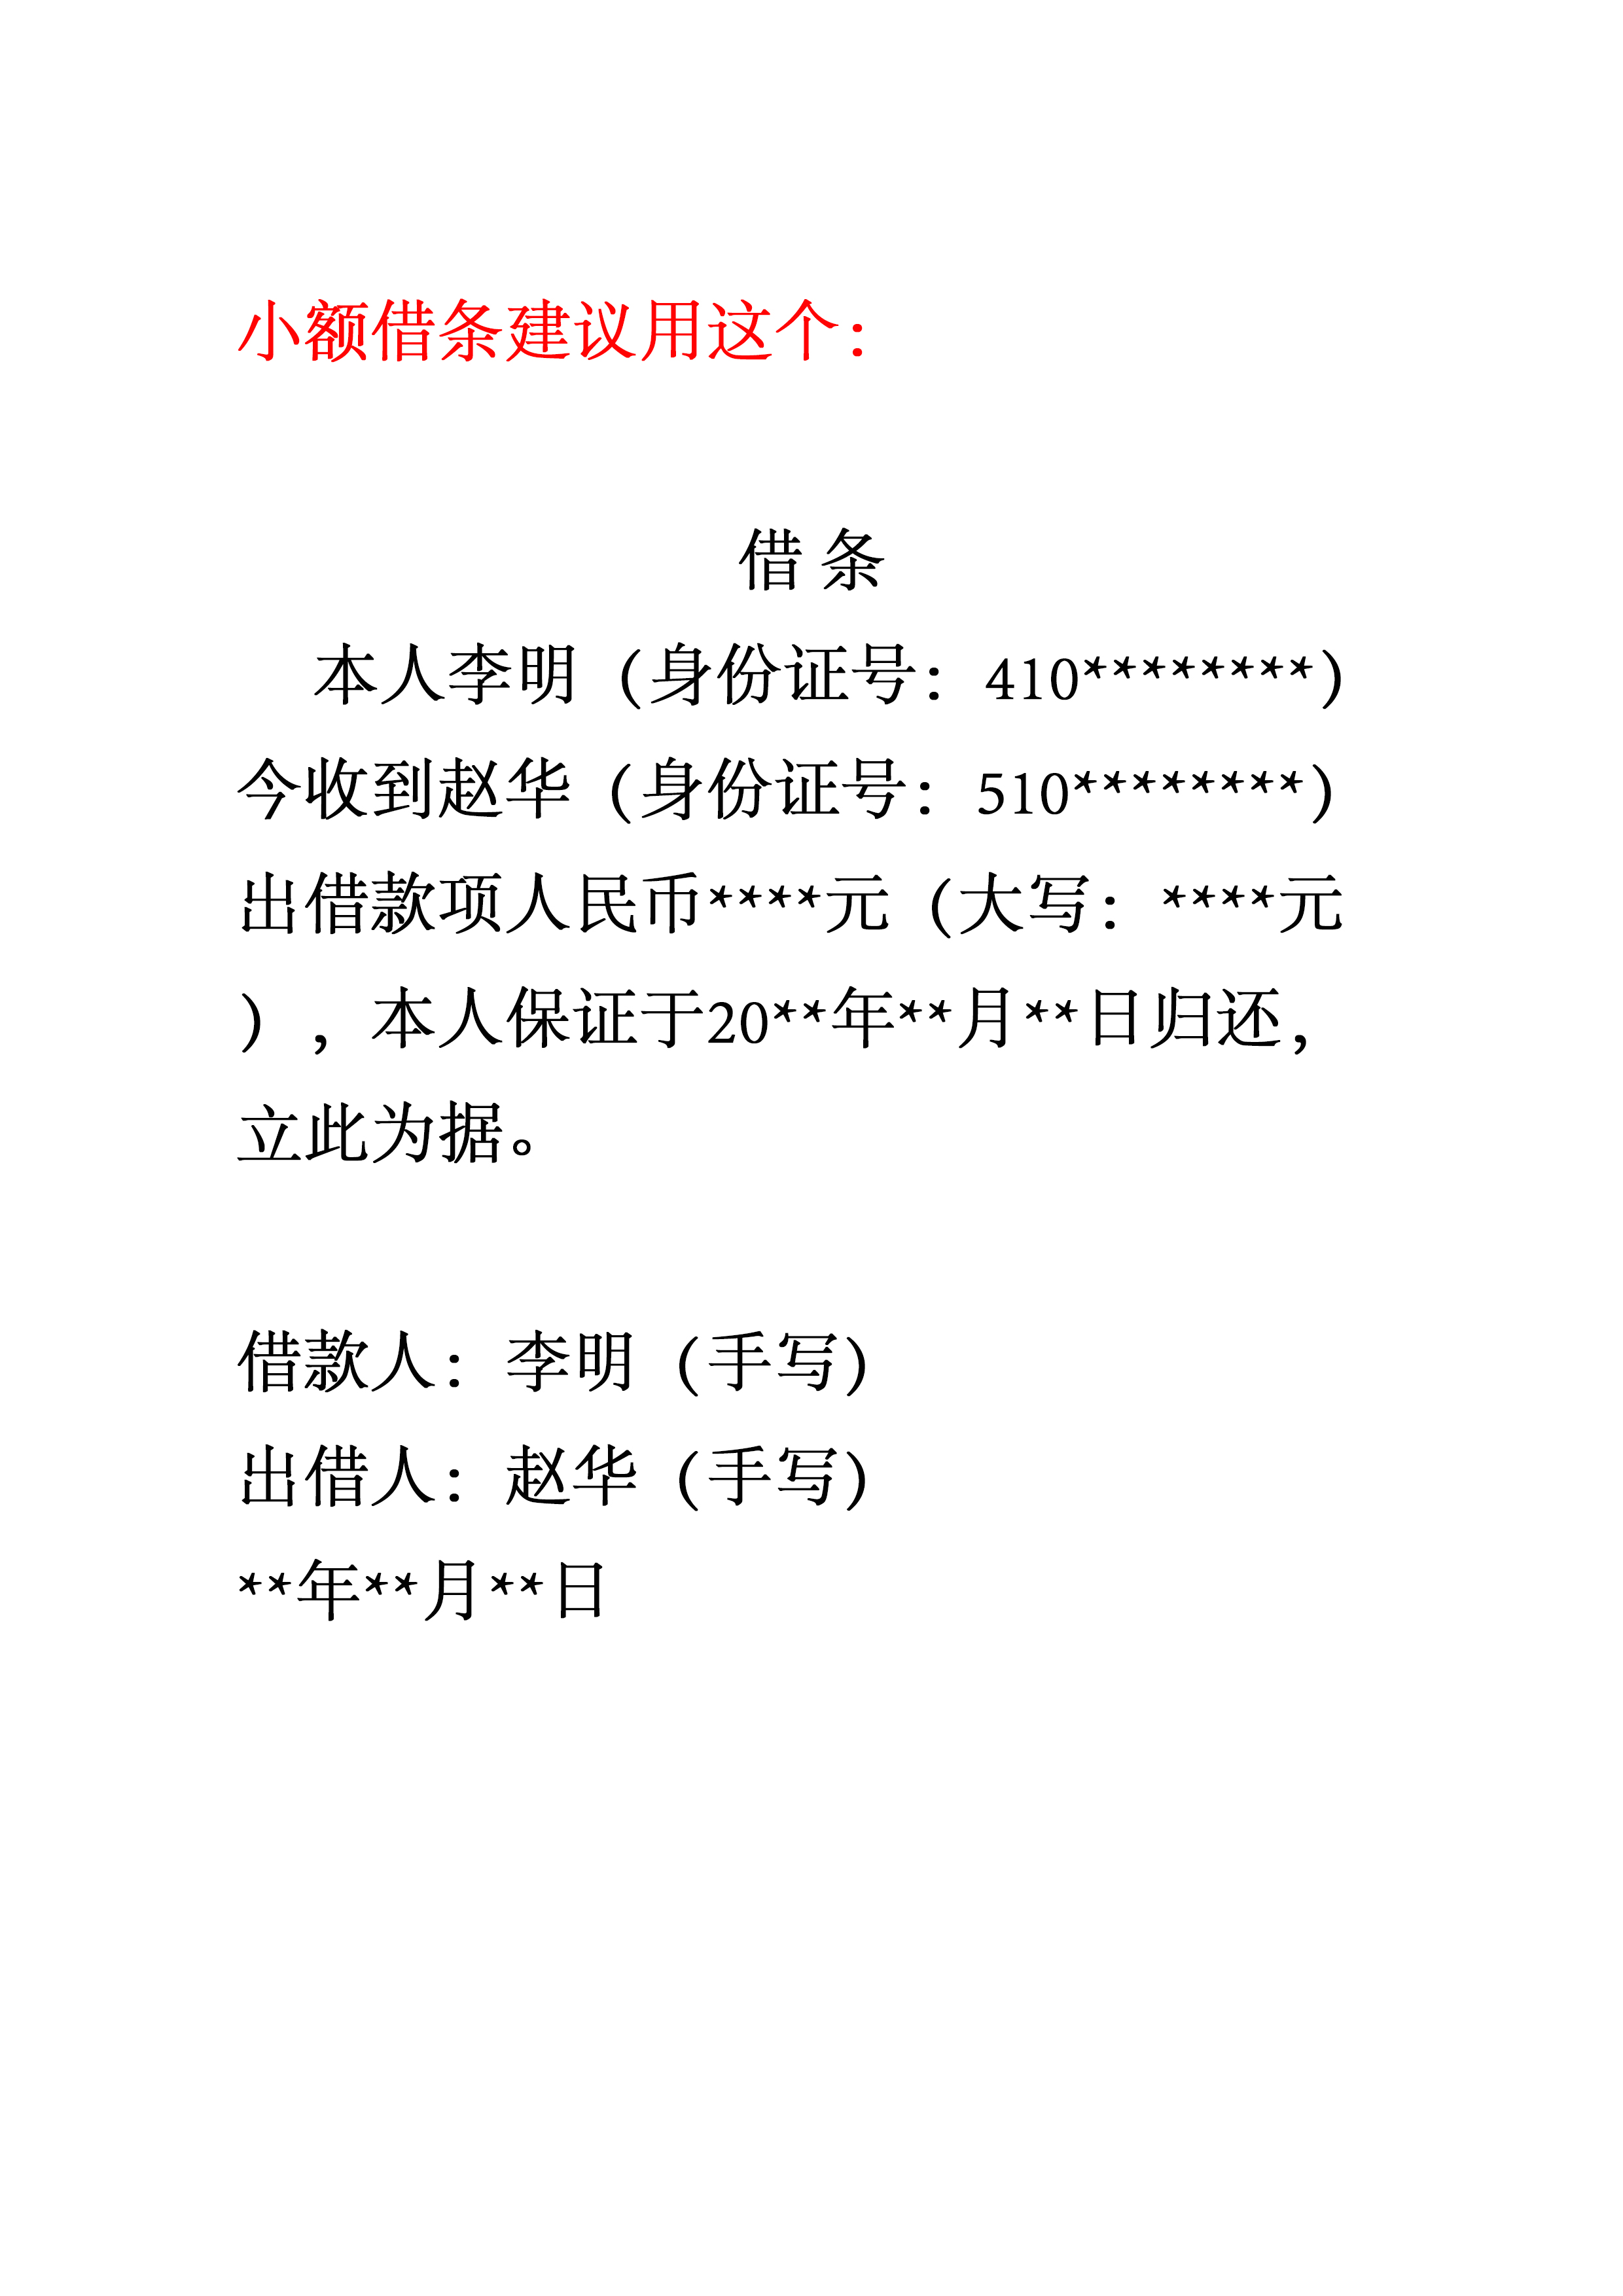 小额借条建议用这个：
借 条
本人李明（身份证号：410********）
今收到赵华（身份证号：510********）
出借款项人民币****元（大写：****元
），本人保证于20**年**月**日归还，
立此为据。
借款人：李明（手写）
出借人：赵华（手写）
**年**月**日